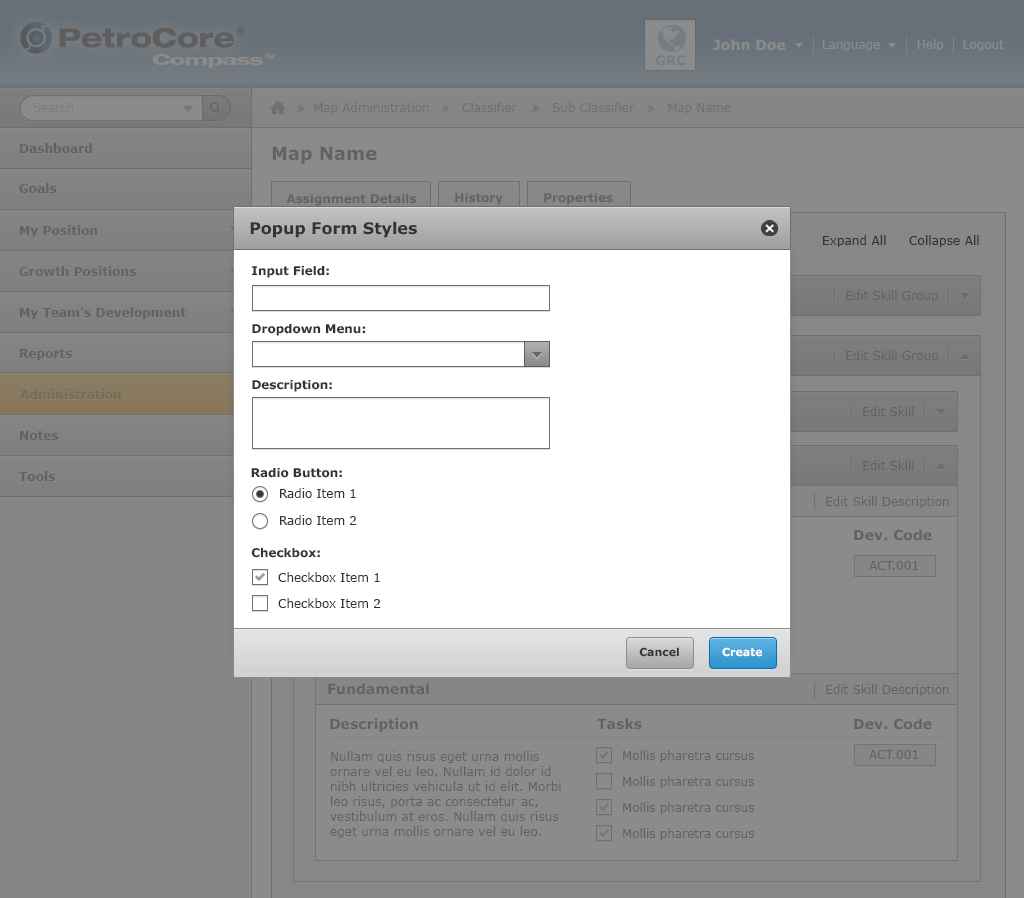 PetroCore®
Compass™
GRC
John Doe
Language
Help
Logout
Search
Map Administration » Classifier » Sub Classifier » Map Name
Dashboard
Goals
My Position
Growth Positions
My Team's Development
Reports
Administration
Notes
Tools
Map Name
Assignment Details
History
Properties
Expand All
Collapse All
Edit Skill Group
Edit Skill Group
Edit Skill
Edit Skill
Edit Skill Description
Dev. Code
ACT.001
Popup Form Styles
Input Field:
Dropdown Menu:
Description:
Radio Button:
Radio Item 1
Radio Item 2
Checkbox:
Checkbox Item 1
Checkbox Item 2
Cancel
Create
Fundamental
Edit Skill Description
Description
Tasks
Dev. Code
Nullam quis risus eget urna mollis
ornare vel eu leo. Nullam id dolor id
nibh ultricies vehicula ut id elit. Morbi
leo risus, porta ac consectetur ac,
vestibulum at eros. Nullam quis risus
eget urna mollis ornare vel eu leo.
Mollis pharetra cursus
Mollis pharetra cursus
Mollis pharetra cursus
Mollis pharetra cursus
ACT.001